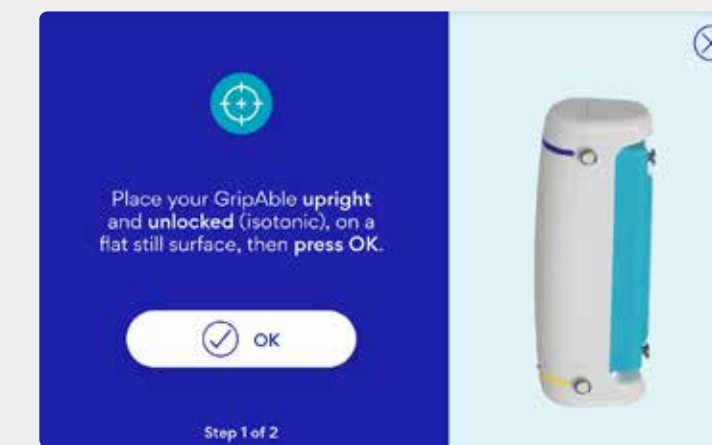 Place your GripAble upright
and unlocked (isotonic), on a
flat still surface, then press OK.
OK
Step 1 of 2